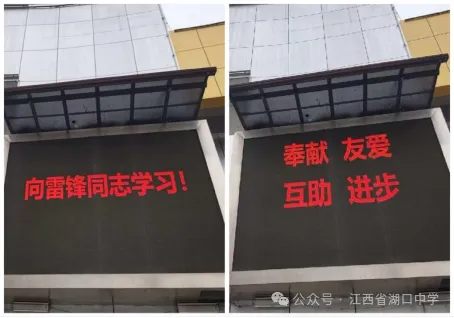 向雷锋同志学习！
奉献 友爱
互助 进步
公众号·江西省湖口中学